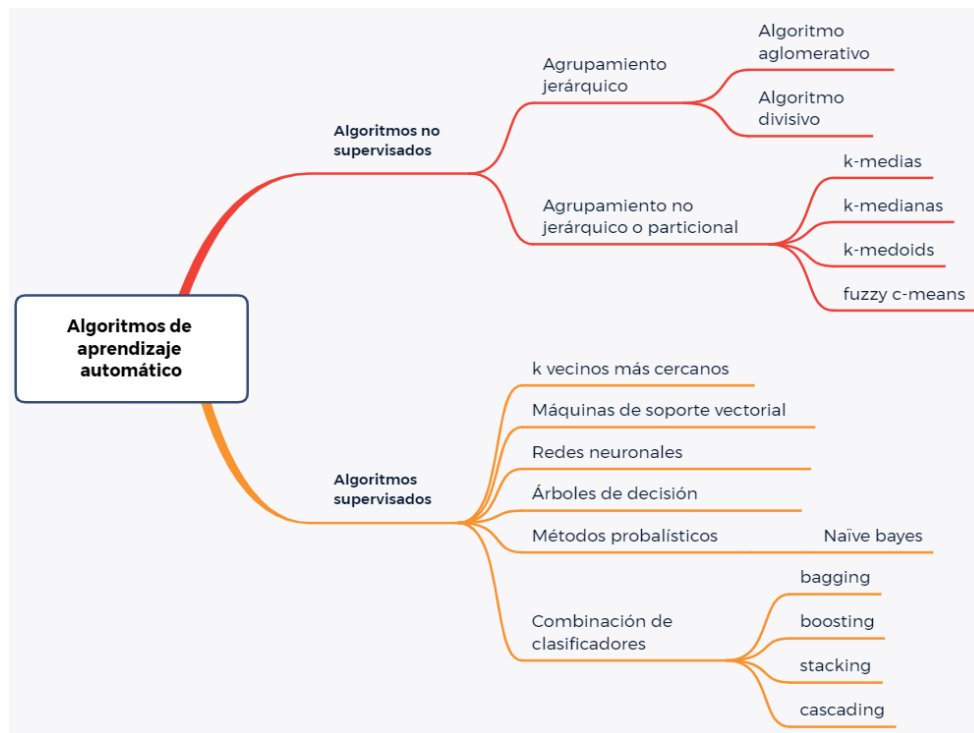 Algoritmos de
aprendizaje
automático
Algoritmos no
supervisados
Agrupamiento
jerárquico
Algoritmo
aglomerativo
Algoritmo
divisivo
Agrupamiento no
jerárquico o particional
k-medias
k-medianas
k-medoids
fuzzy c-means
Algoritmos
supervisados
k vecinos más cercanos
Máquinas de soporte vectorial
Redes neuronales
Árboles de decisión
Métodos probalísticos
Naïve bayes
Combinación de
clasificadores
bagging
boosting
stacking
cascading